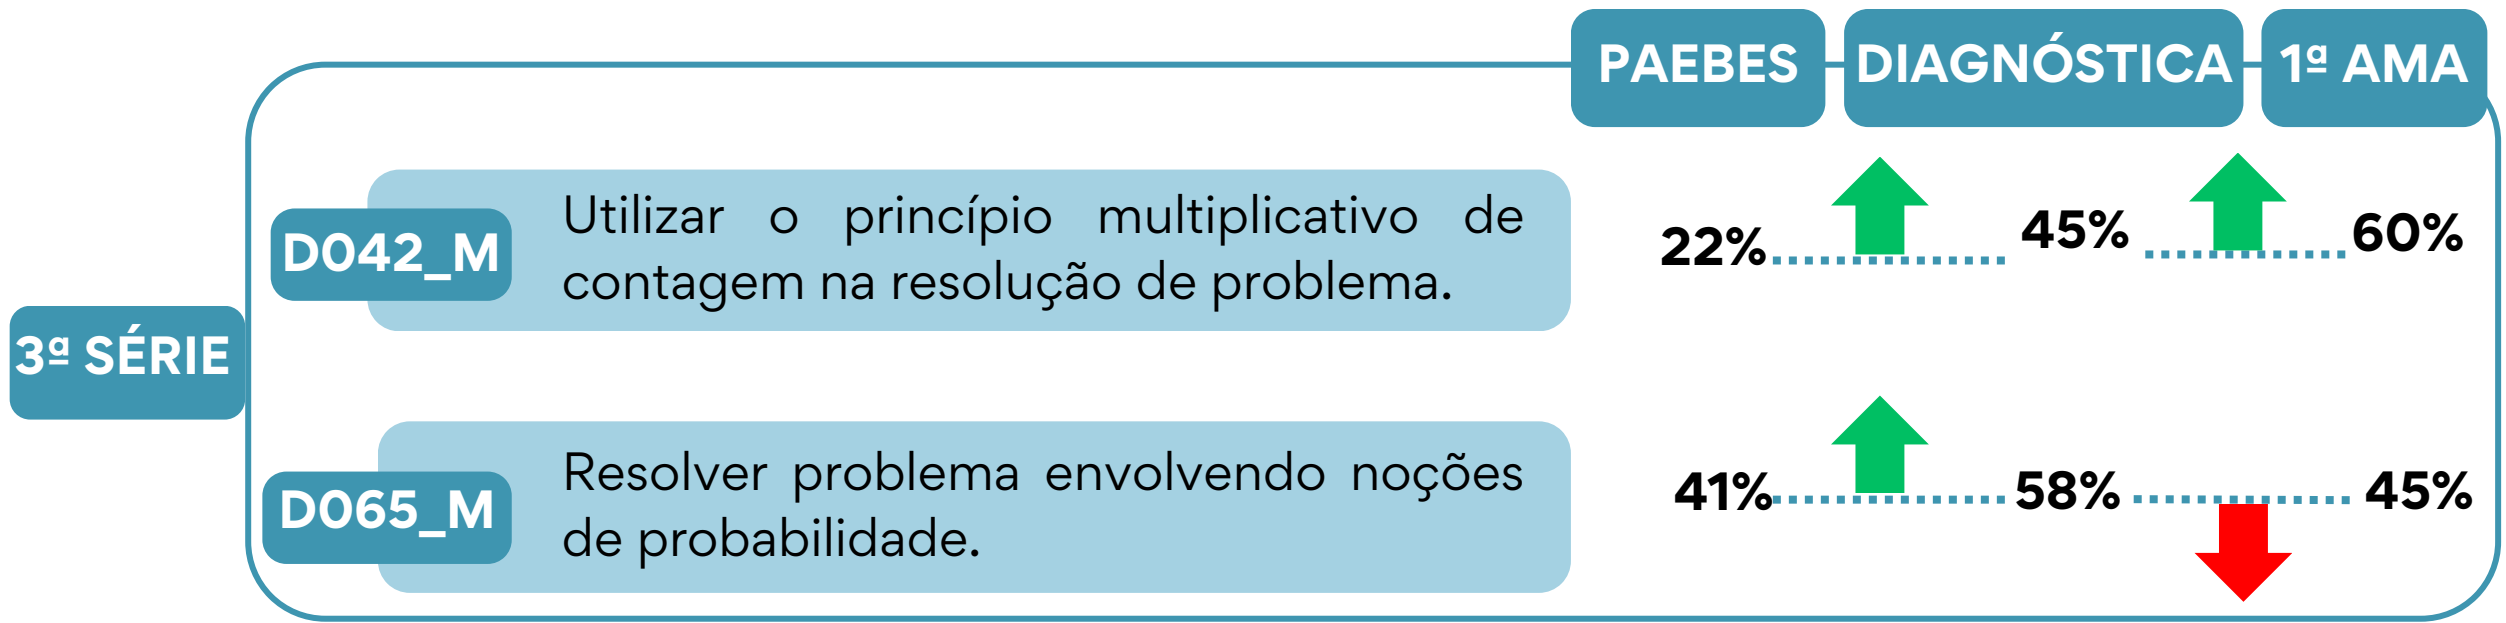 PAEBES DIAGNÓSTICA 1ª AMA
Utilizar o princípio multiplicativo de
contagem na resolução de problema.
D042_M
22% 45% 60%
3ª SÉRIE
Resolver problema envolvendo noções
de probabilidade.
D065_M
41% 58% 45%